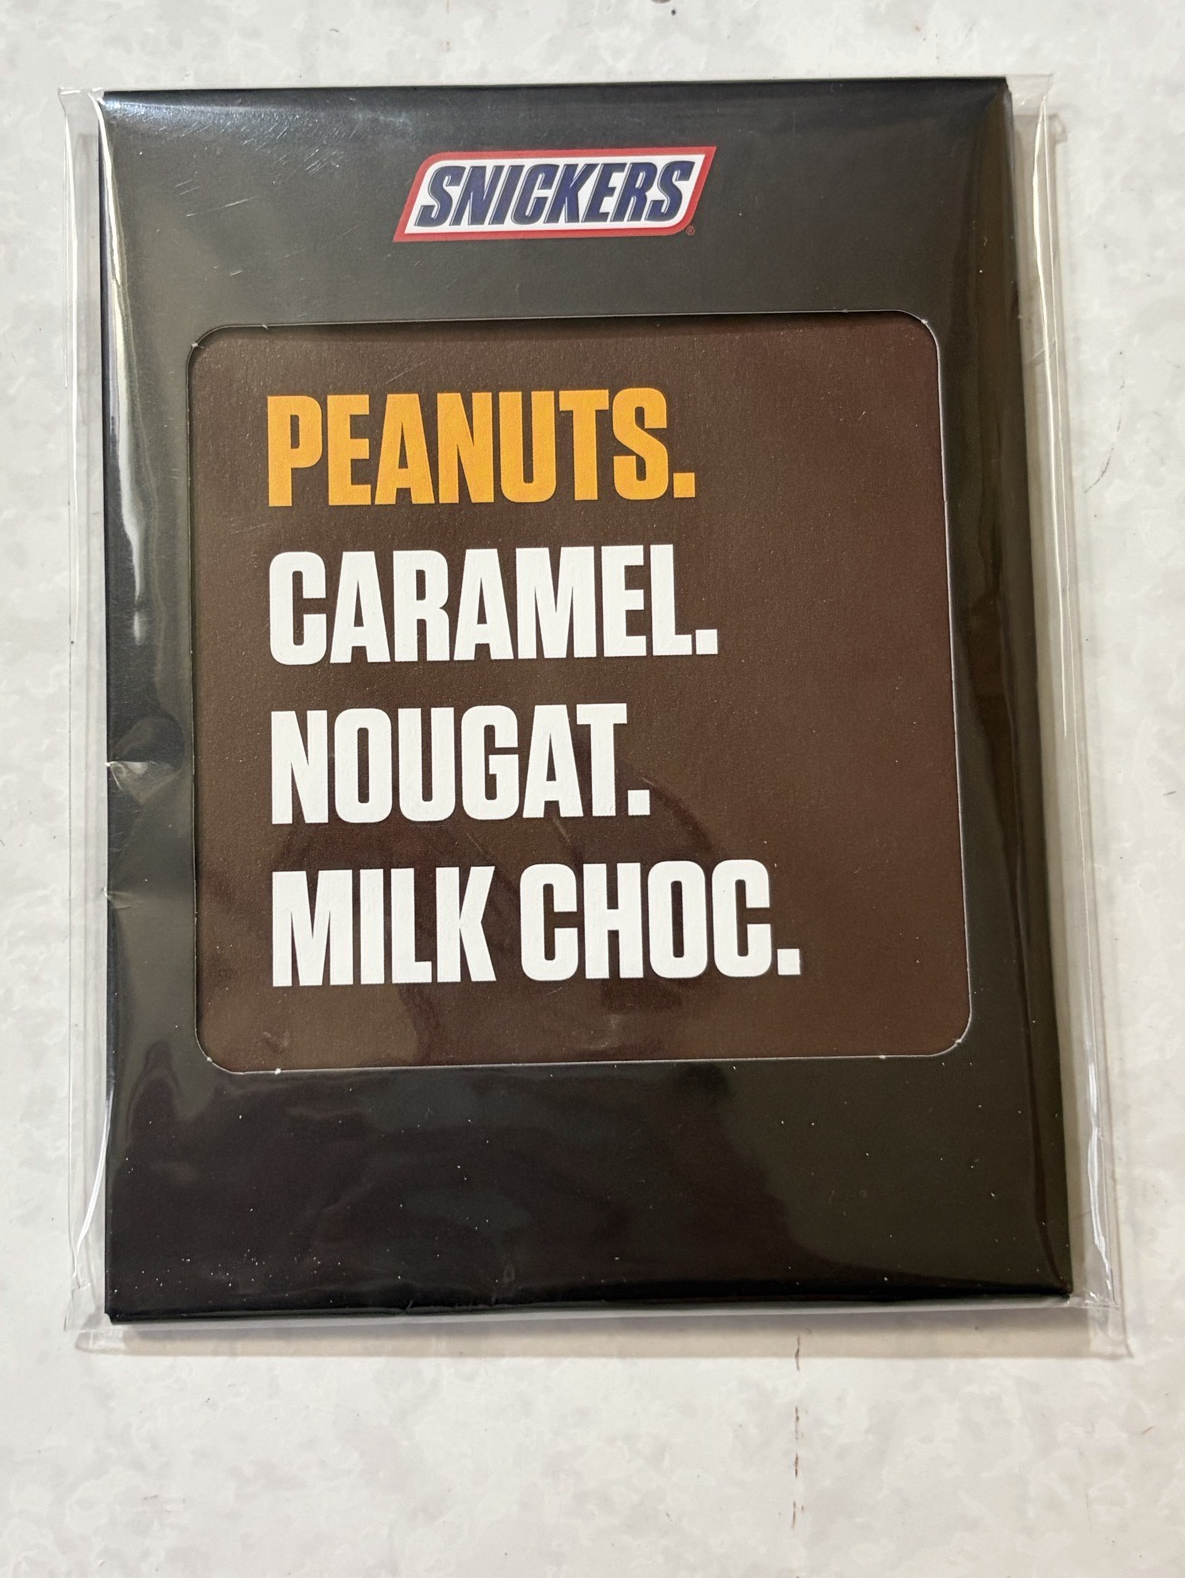 SNICKERS®
PEANUTS.
CARAMEL.
NOUGAT.
MILK CHOC.